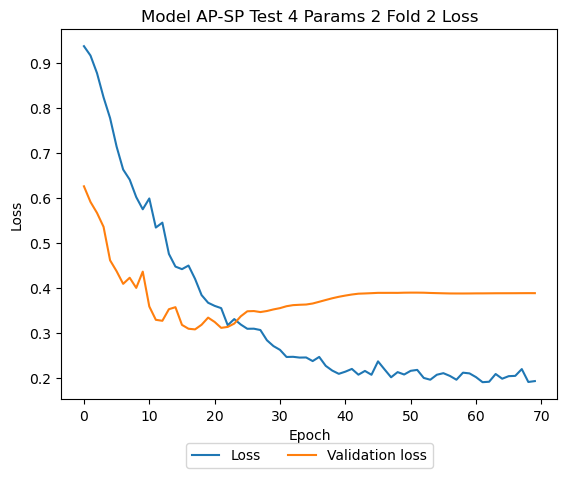 Model AP-SP Test 4 Params 2 Fold 2 Loss
0.9
0.8
0.7
0.6
0.5
0.4
0.3
0.2
Loss
0 10 20 30 40 50 60 70
Epoch
Loss Validation loss